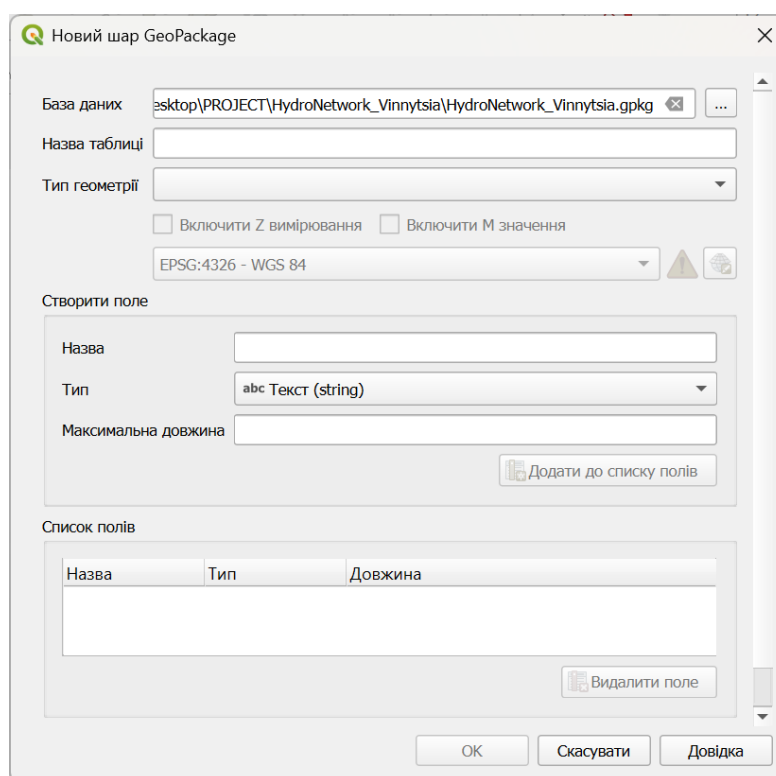 Новий шар GeoPackage
База даних esktop\PROJECT\HydroNetwork_Vinnytsia\HydroNetwork_Vinnytsia.gpkg ...
Назва таблиці
Тип геометрії
Включити Z вимірювання Включити M значення
EPSG:4326 - WGS 84
Створити поле
Назва
Тип abc Текст (string)
Максимальна довжина
Додати до списку полів
Список полів
Назва Тип Довжина
Видалити поле
OK Скасувати Довідка